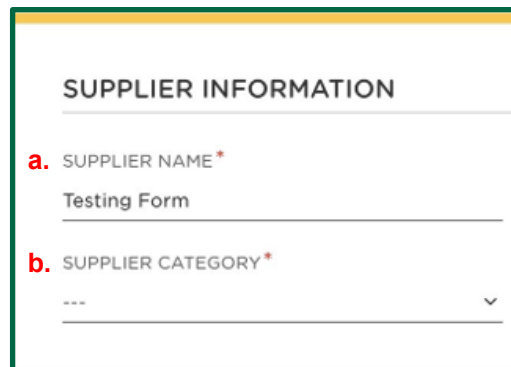 SUPPLIER INFORMATION
a. SUPPLIER NAME*
Testing Form
b. SUPPLIER CATEGORY*
---